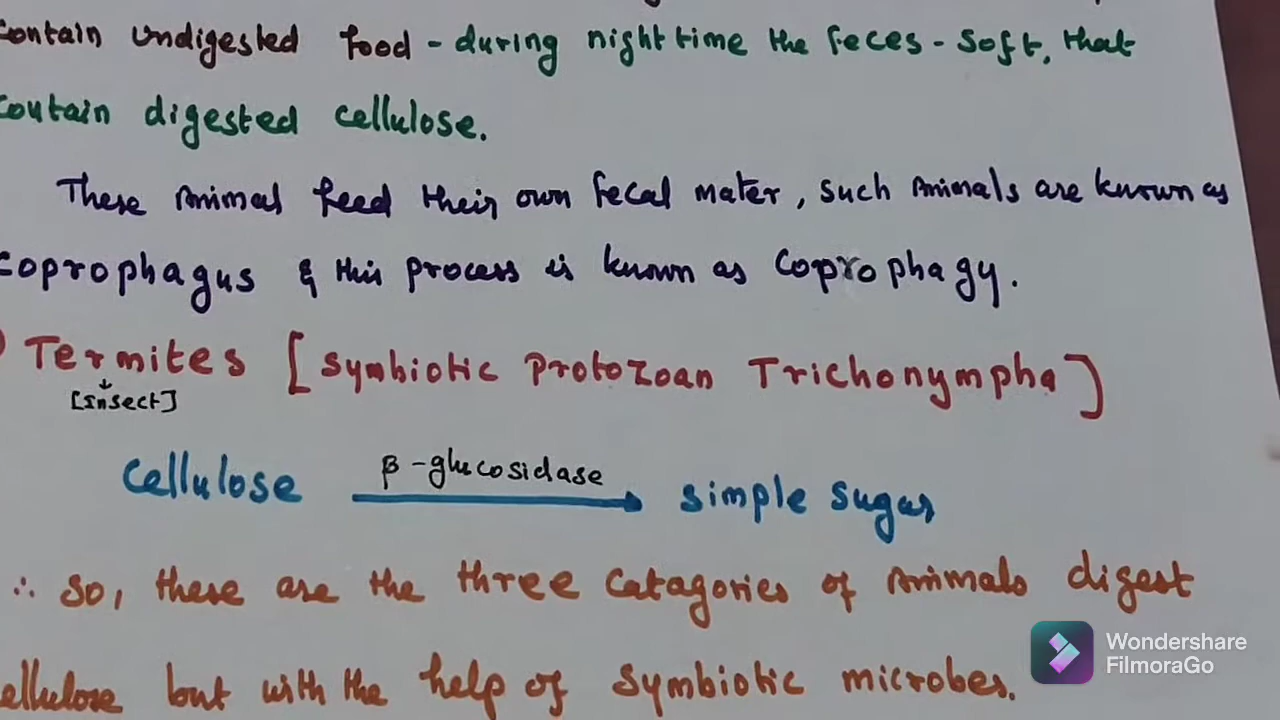 contain undigested food - during night time the feces - soft, that
contain digested cellulose.
These animal feed their own fecal mater, such animals are known as
coprophagus & this process is known as coprophagy.
Termites [symbiotic protozoan Trichonympha]
[insect]
β-glucosidase
cellulose simple sugar
∴ So, these are the three catagories of animals digest
cellulose but with the help of symbiotic microbes.
Wondershare
FilmoraGo